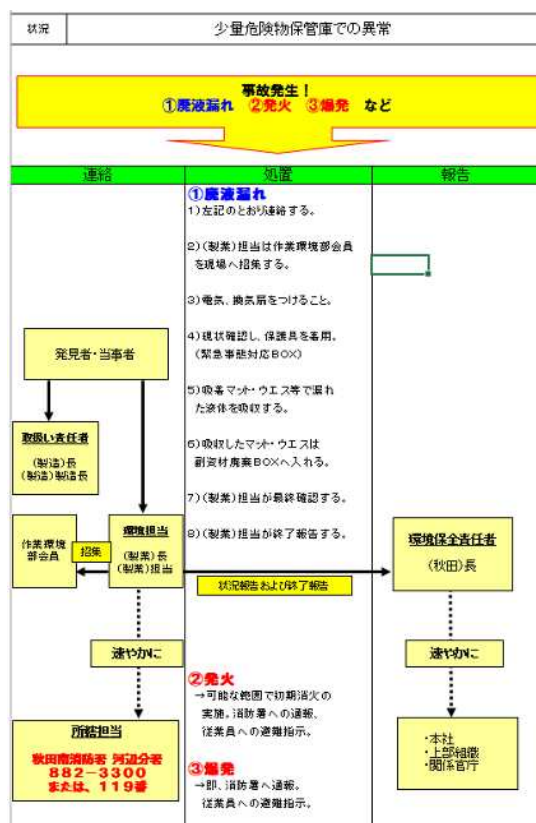 状況
少量危険物保管庫での異常
事故発生！
①廃液漏れ ②発火 ③爆発 など
連絡
処置
報告
①廃液漏れ
1)左記のとおり連絡する。
2)(製業)担当は作業環境部会員
を現場へ招集する。
3)電気、換気扇をつけること。
4)現状確認し、保護具を着用。
(緊急事態対応BOX)
5)吸着マット・ウエス等で漏れ
た液体を吸収する。
6)吸収したマット・ウエスは
副資材廃棄BOXへ入れる。
7)(製業)担当が最終確認する。
8)(製業)担当が終了報告する。
発見者・当事者
取扱い責任者
(製造)長
(製造)製造長
作業環境
部会員
招集
環境担当
(製業)長
(製業)担当
状況報告および終了報告
環境保全責任者
(秋田)長
速やかに
速やかに
②発火
→可能な範囲で初期消火の
実施。消防署への通報、
従業員への避難指示。
③爆発
→即、消防署へ通報。
従業員への避難指示。
所轄担当
秋田南消防署 河辺分署
882－3300
または、119番
・本社
・上部組織
・関係官庁